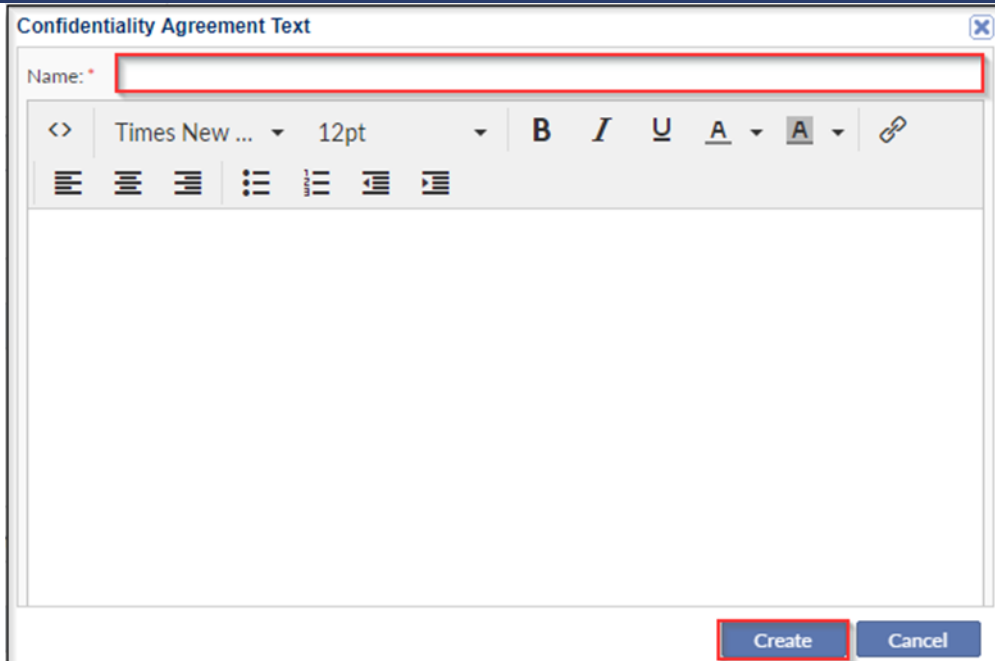 Confidentiality Agreement Text
Name: *
<> Times New ... 12pt B I U A A
Create Cancel